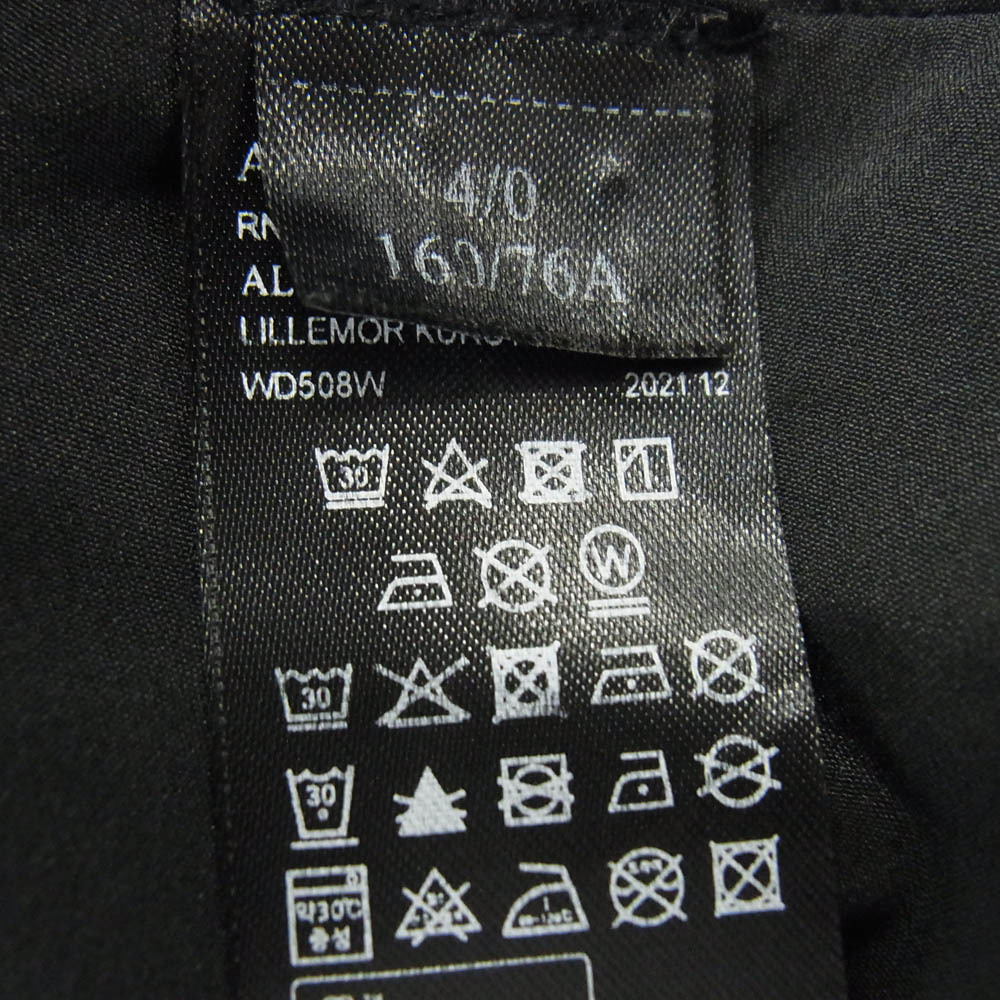 4/0
160/76A
LILLEMOR
WD508W 2021 12
30
W
30
30
약30℃
중성